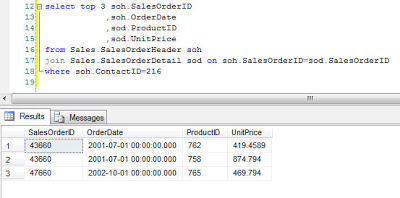 12 select top 3 soh.SalesOrderID
13 ,soh.OrderDate
14 ,sod.ProductID
15 ,sod.UnitPrice
16 from Sales.SalesOrderHeader soh
17 join Sales.SalesOrderDetail sod on soh.SalesOrderID=sod.SalesOrderID
18 where soh.ContactID=216
19
Results Messages
SalesOrderID OrderDate ProductID UnitPrice
1 43660 2001-07-01 00:00:00.000 762 419.4589
2 43660 2001-07-01 00:00:00.000 758 874.794
3 47660 2002-10-01 00:00:00.000 765 469.794